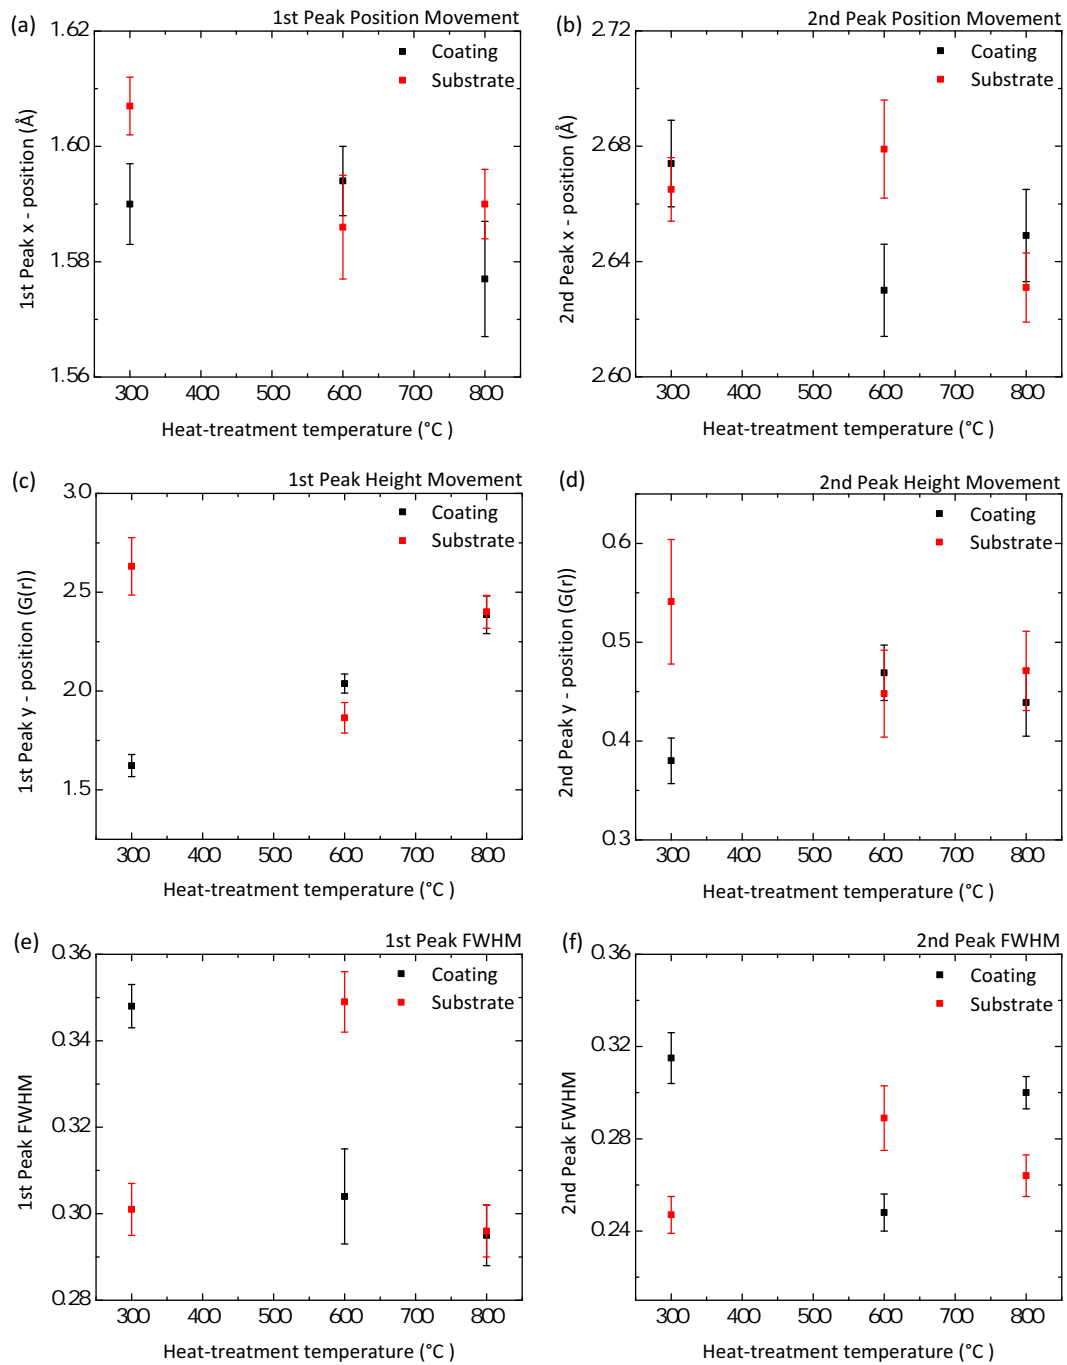 (a)
1st Peak Position Movement
1.62
1.60
1.58
1.56
1st Peak x - position (Å)
Coating
Substrate
300 400 500 600 700 800
Heat-treatment temperature (°C )
(b)
2nd Peak Position Movement
2.72
2.68
2.64
2.60
2nd Peak x - position (Å)
Coating
Substrate
300 400 500 600 700 800
Heat-treatment temperature (°C )
(c)
1st Peak Height Movement
3.0
2.5
2.0
1.5
1st Peak y - position (G(r))
Coating
Substrate
300 400 500 600 700 800
Heat-treatment temperature (°C )
(d)
2nd Peak Height Movement
0.6
0.5
0.4
0.3
2nd Peak y - position (G(r))
Coating
Substrate
300 400 500 600 700 800
Heat-treatment temperature (°C )
(e)
1st Peak FWHM
0.36
0.34
0.32
0.30
0.28
1st Peak FWHM
Coating
Substrate
300 400 500 600 700 800
Heat-treatment temperature (°C )
(f)
2nd Peak FWHM
0.36
0.32
0.28
0.24
2nd Peak FWHM
Coating
Substrate
300 400 500 600 700 800
Heat-treatment temperature (°C )